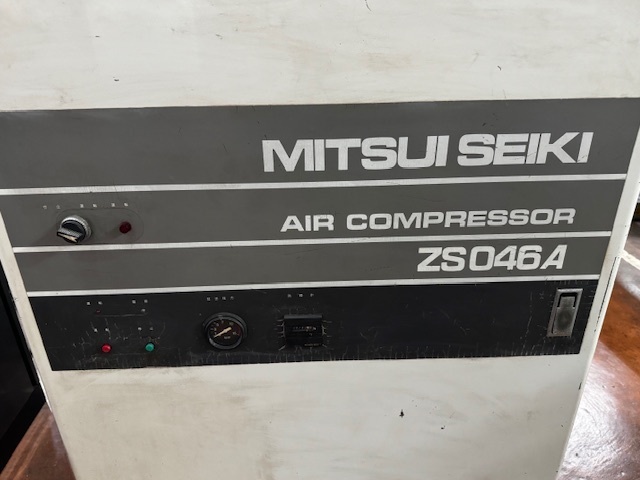 MITSUI SEIKI
AIR COMPRESSOR
ZS046A